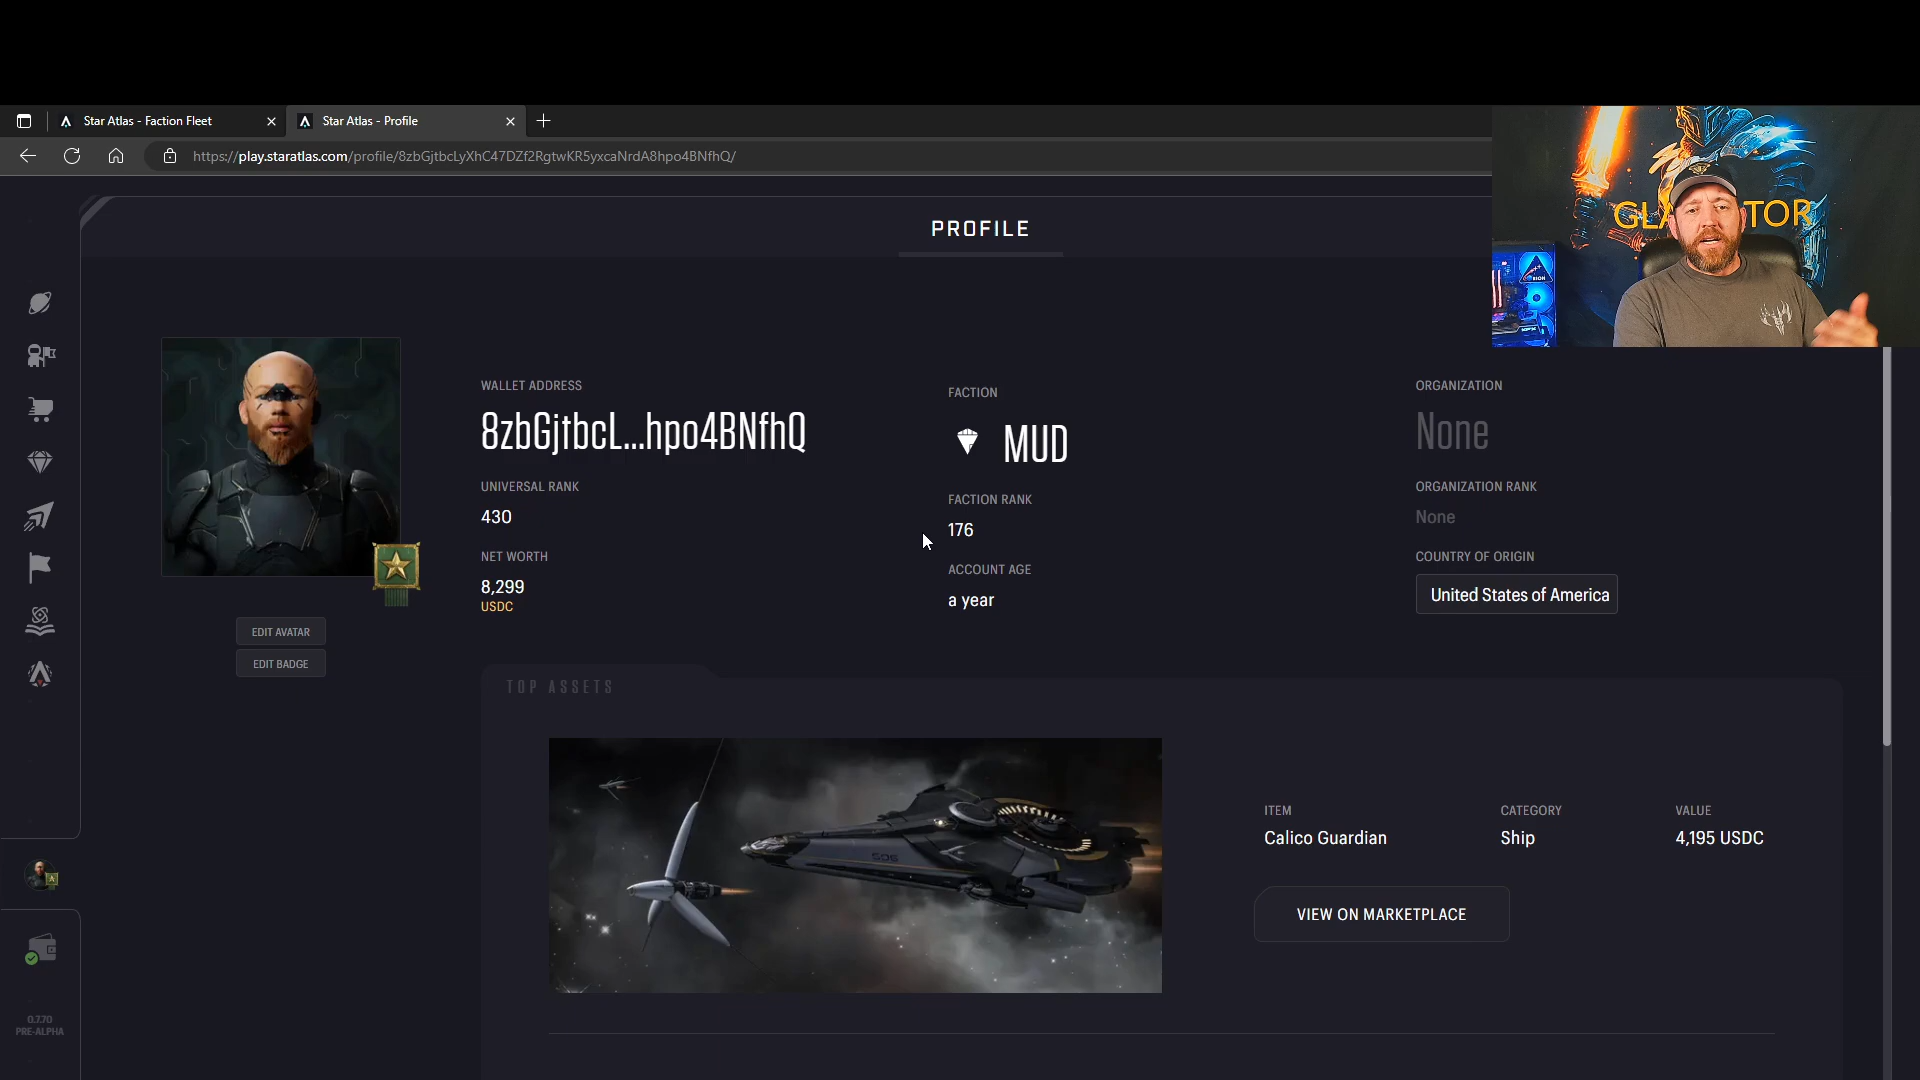 Star Atlas - Faction Fleet
Star Atlas - Profile
https://play.staratlas.com/profile/8zbGjtbcLyXhC47DZf2RgtwKR5yxcaNrdA8hpo4BNfhQ/
PROFILE
WALLET ADDRESS
8zbGjtbcL...hpo4BNfhQ
UNIVERSAL RANK
430
NET WORTH
8,299
USDC
FACTION
MUD
FACTION RANK
176
ACCOUNT AGE
a year
ORGANIZATION
None
ORGANIZATION RANK
None
COUNTRY OF ORIGIN
United States of America
EDIT AVATAR
EDIT BADGE
TOP ASSETS
ITEM
Calico Guardian
CATEGORY
Ship
VALUE
4,195 USDC
VIEW ON MARKETPLACE
0.7.70
PRE-ALPHA